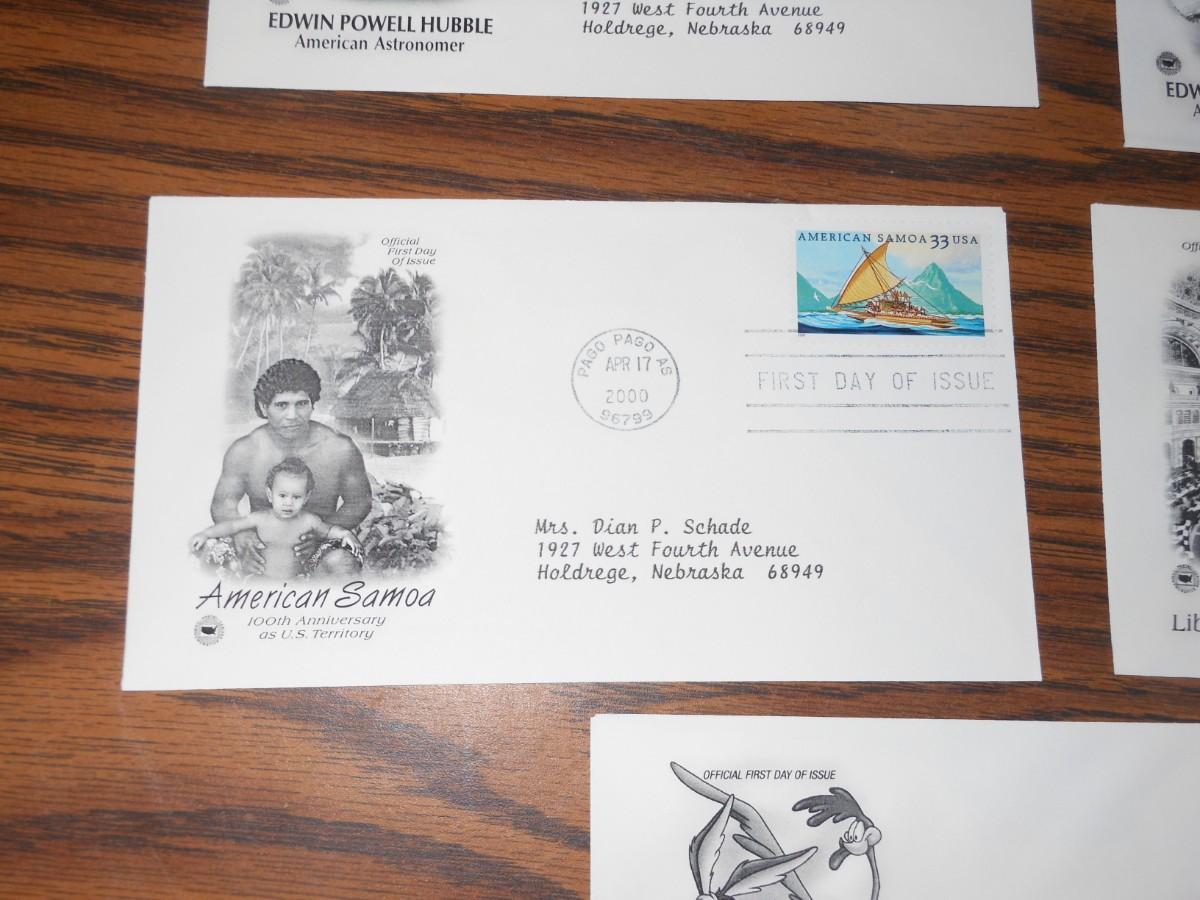 EDWIN POWELL HUBBLE
American Astronomer
1927 West Fourth Avenue
Holdrege, Nebraska 68949
EDW
Official
First Day
Of Issue
AMERICAN SAMOA 33 USA
PAGO PAGO AS
APR 17
2000
96799
FIRST DAY OF ISSUE
Mrs. Dian P. Schade
1927 West Fourth Avenue
Holdrege, Nebraska 68949
American Samoa
100th Anniversary
as U.S. Territory
Lib
OFFICIAL FIRST DAY OF ISSUE